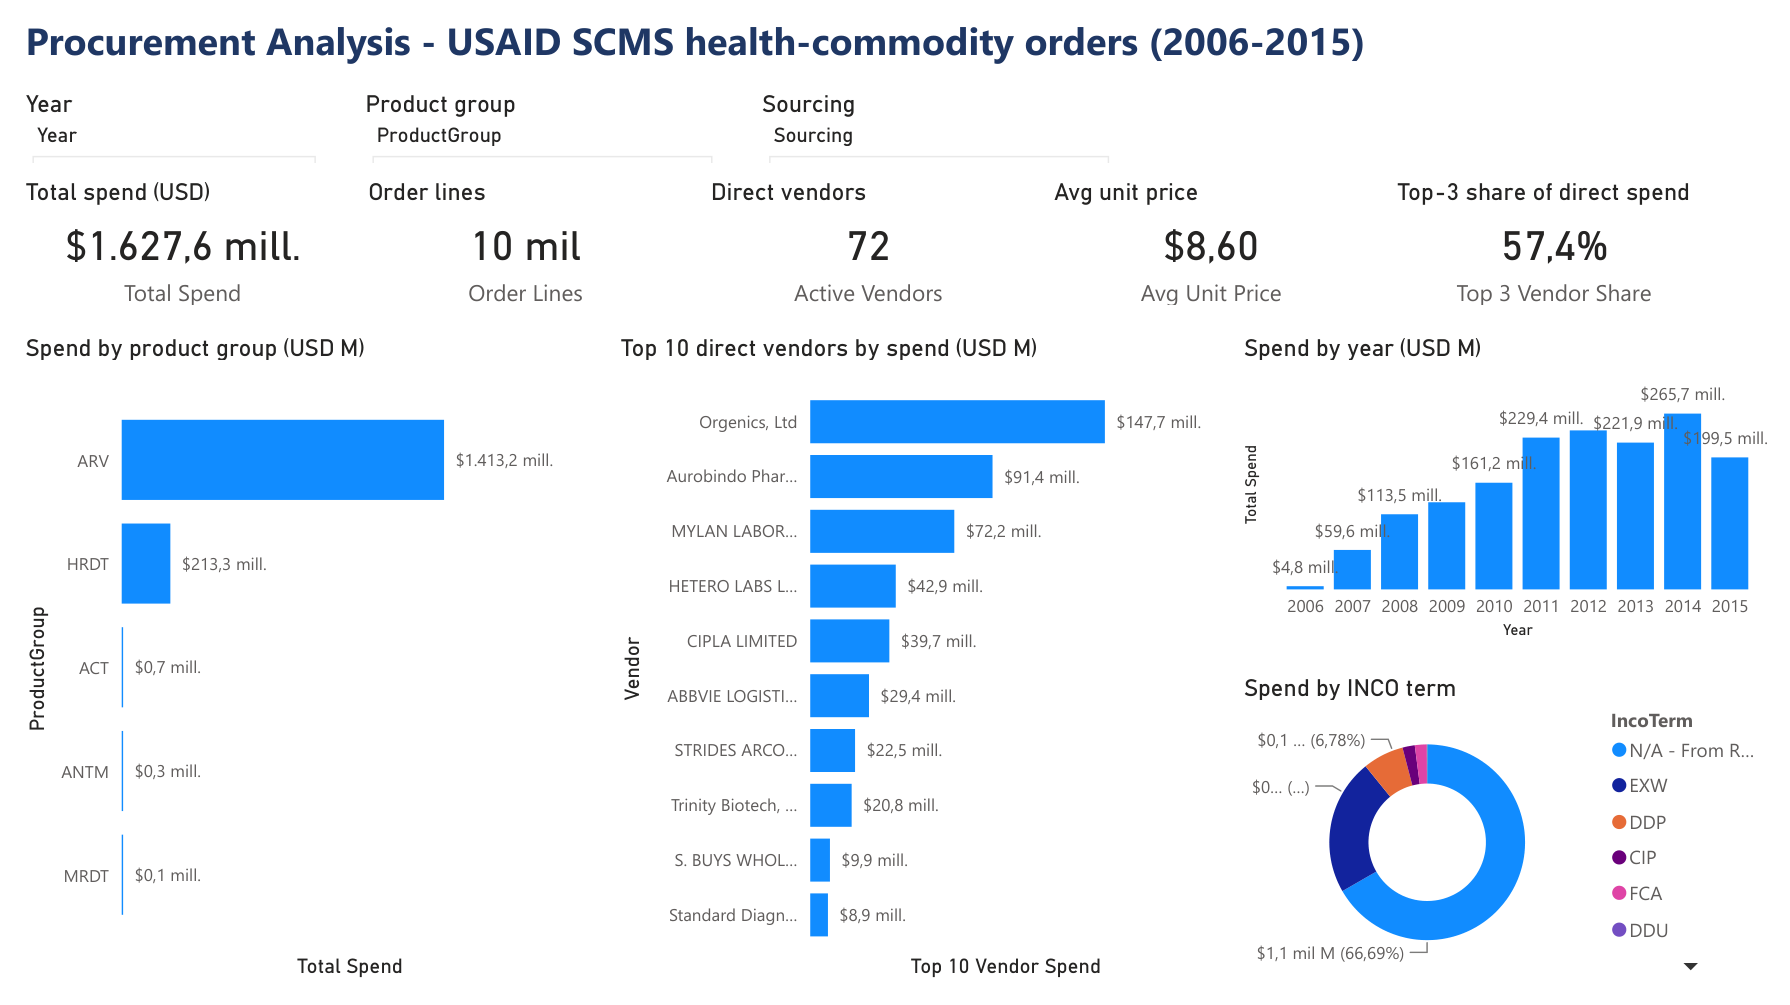 Procurement Analysis - USAID SCMS health-commodity orders (2006-2015)
Year
Year
Product group
ProductGroup
Sourcing
Sourcing
Total spend (USD)
$1.627,6 mill.
Total Spend
Order lines
10 mil
Order Lines
Direct vendors
72
Active Vendors
Avg unit price
$8,60
Avg Unit Price
Top-3 share of direct spend
57,4%
Top 3 Vendor Share
Spend by product group (USD M)
ProductGroup
ARV $1.413,2 mill.
HRDT $213,3 mill.
ACT $0,7 mill.
ANTM $0,3 mill.
MRDT $0,1 mill.
Total Spend
Top 10 direct vendors by spend (USD M)
Vendor
Orgenics, Ltd $147,7 mill.
Aurobindo Phar... $91,4 mill.
MYLAN LABOR... $72,2 mill.
HETERO LABS L... $42,9 mill.
CIPLA LIMITED $39,7 mill.
ABBVIE LOGISTI... $29,4 mill.
STRIDES ARCO... $22,5 mill.
Trinity Biotech, ... $20,8 mill.
S. BUYS WHOL... $9,9 mill.
Standard Diagn... $8,9 mill.
Top 10 Vendor Spend
Spend by year (USD M)
Total Spend
$4,8 mill.
$59,6 mill.
$113,5 mill.
$161,2 mill.
$229,4 mill.
$221,9 mill.
$265,7 mill.
$199,5 mill.
2006 2007 2008 2009 2010 2011 2012 2013 2014 2015
Year
Spend by INCO term
$0,1 ... (6,78%)
$0... (...)
$1,1 mil M (66,69%)
IncoTerm
N/A - From R...
EXW
DDP
CIP
FCA
DDU